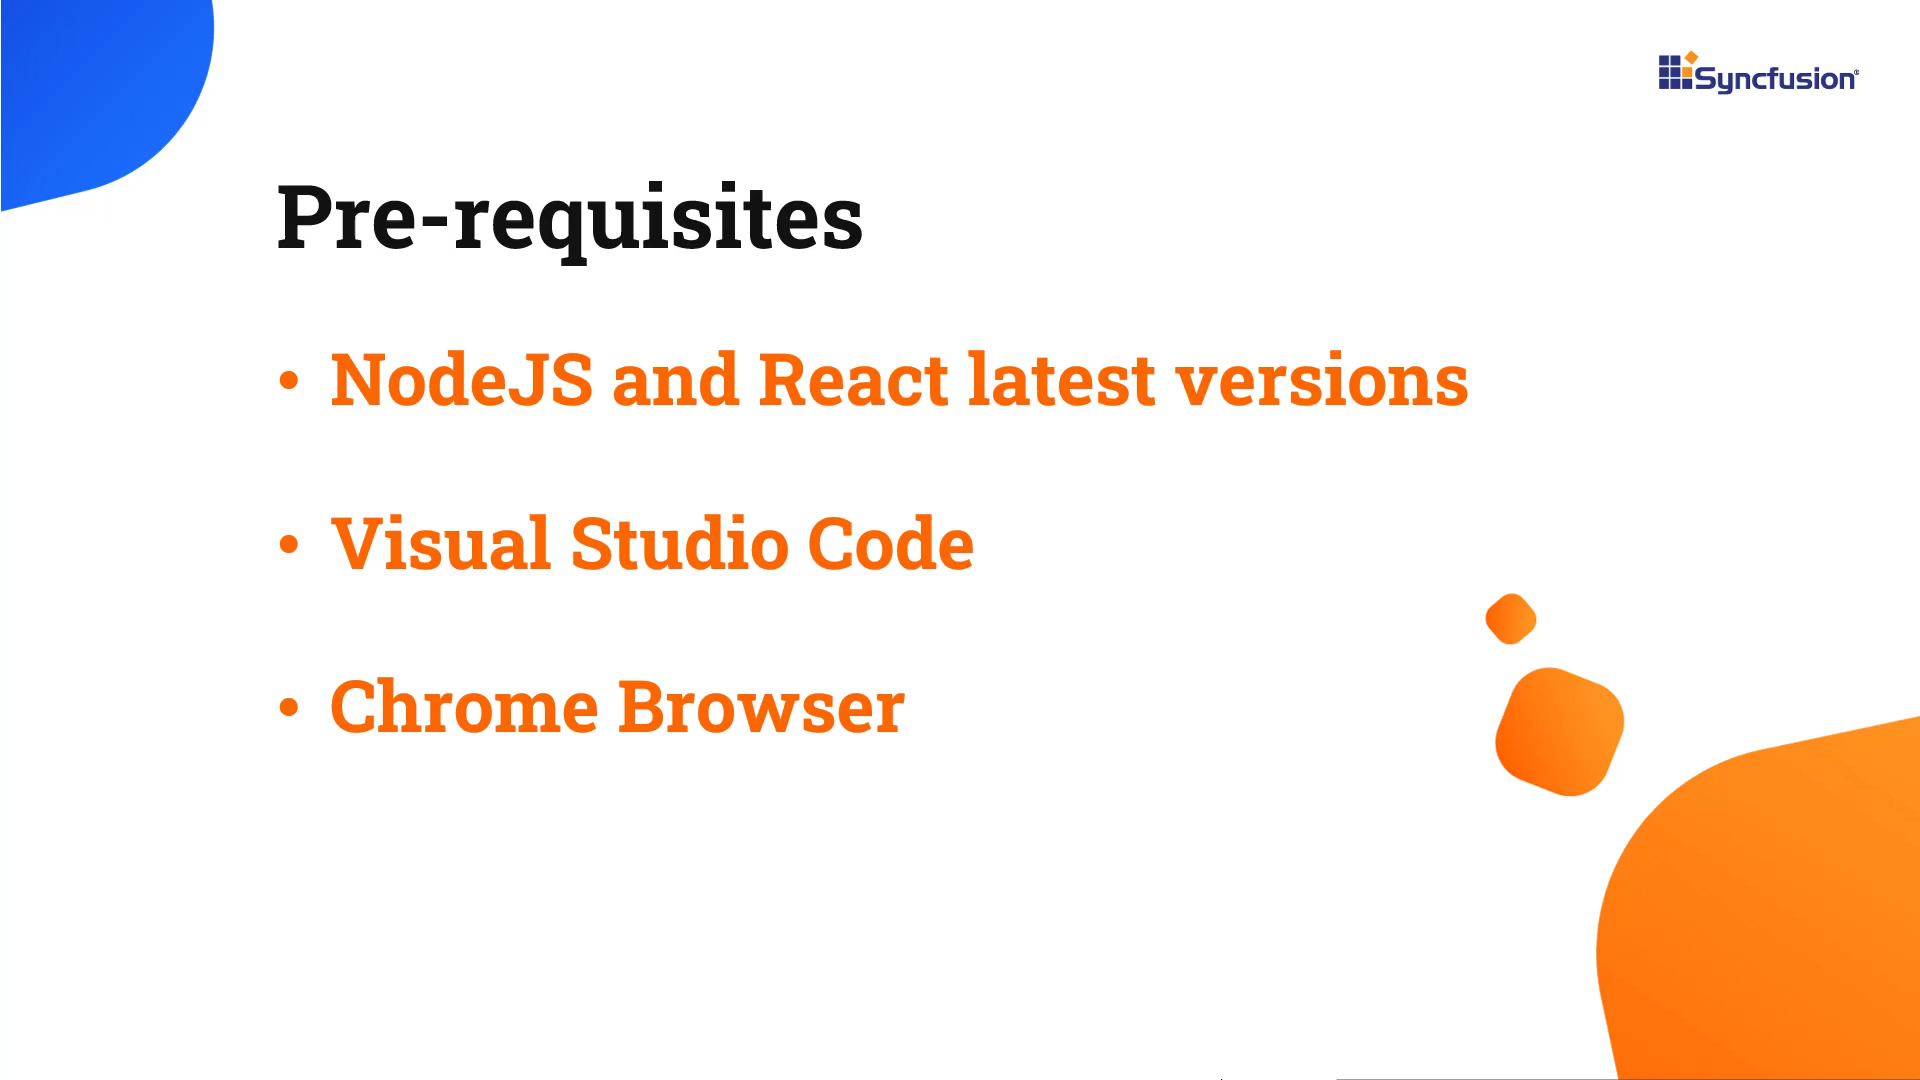 Syncfusion®
Pre-requisites
• NodeJS and React latest versions
• Visual Studio Code
• Chrome Browser